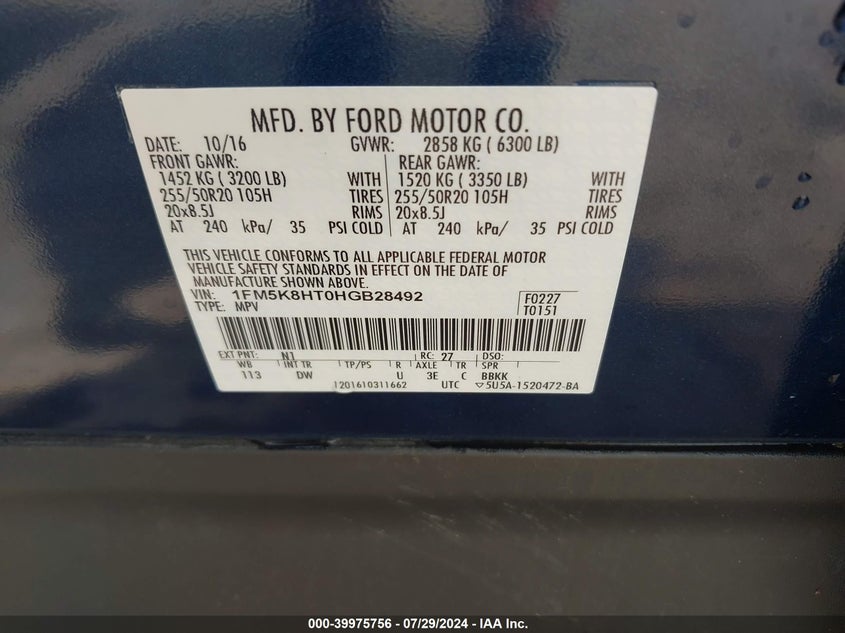 MFD. BY FORD MOTOR CO.
DATE: 10/16 GVWR: 2858 KG ( 6300 LB)
FRONT GAWR: REAR GAWR:
1452 KG ( 3200 LB) WITH 1520 KG ( 3350 LB) WITH
255/50R20 105H TIRES 255/50R20 105H TIRES
20x8.5J RIMS 20x8.5J RIMS
AT 240 kPa/ 35 PSI COLD AT 240 kPa/ 35 PSI COLD
THIS VEHICLE CONFORMS TO ALL APPLICABLE FEDERAL MOTOR
VEHICLE SAFETY STANDARDS IN EFFECT ON THE DATE OF
MANUFACTURE SHOWN ABOVE.
VIN: 1FM5K8HT0HGB28492 F0227
TYPE: MPV T0151
EXT PNT: N1 RC: 27 DSO:
WB INT TR TP/PS R AXLE TR SPR
113 DW U 3E C BBKK
1201610311662 UTC ▽5U5A-1520472-BA
000-39975756 - 07/29/2024 - IAA Inc.